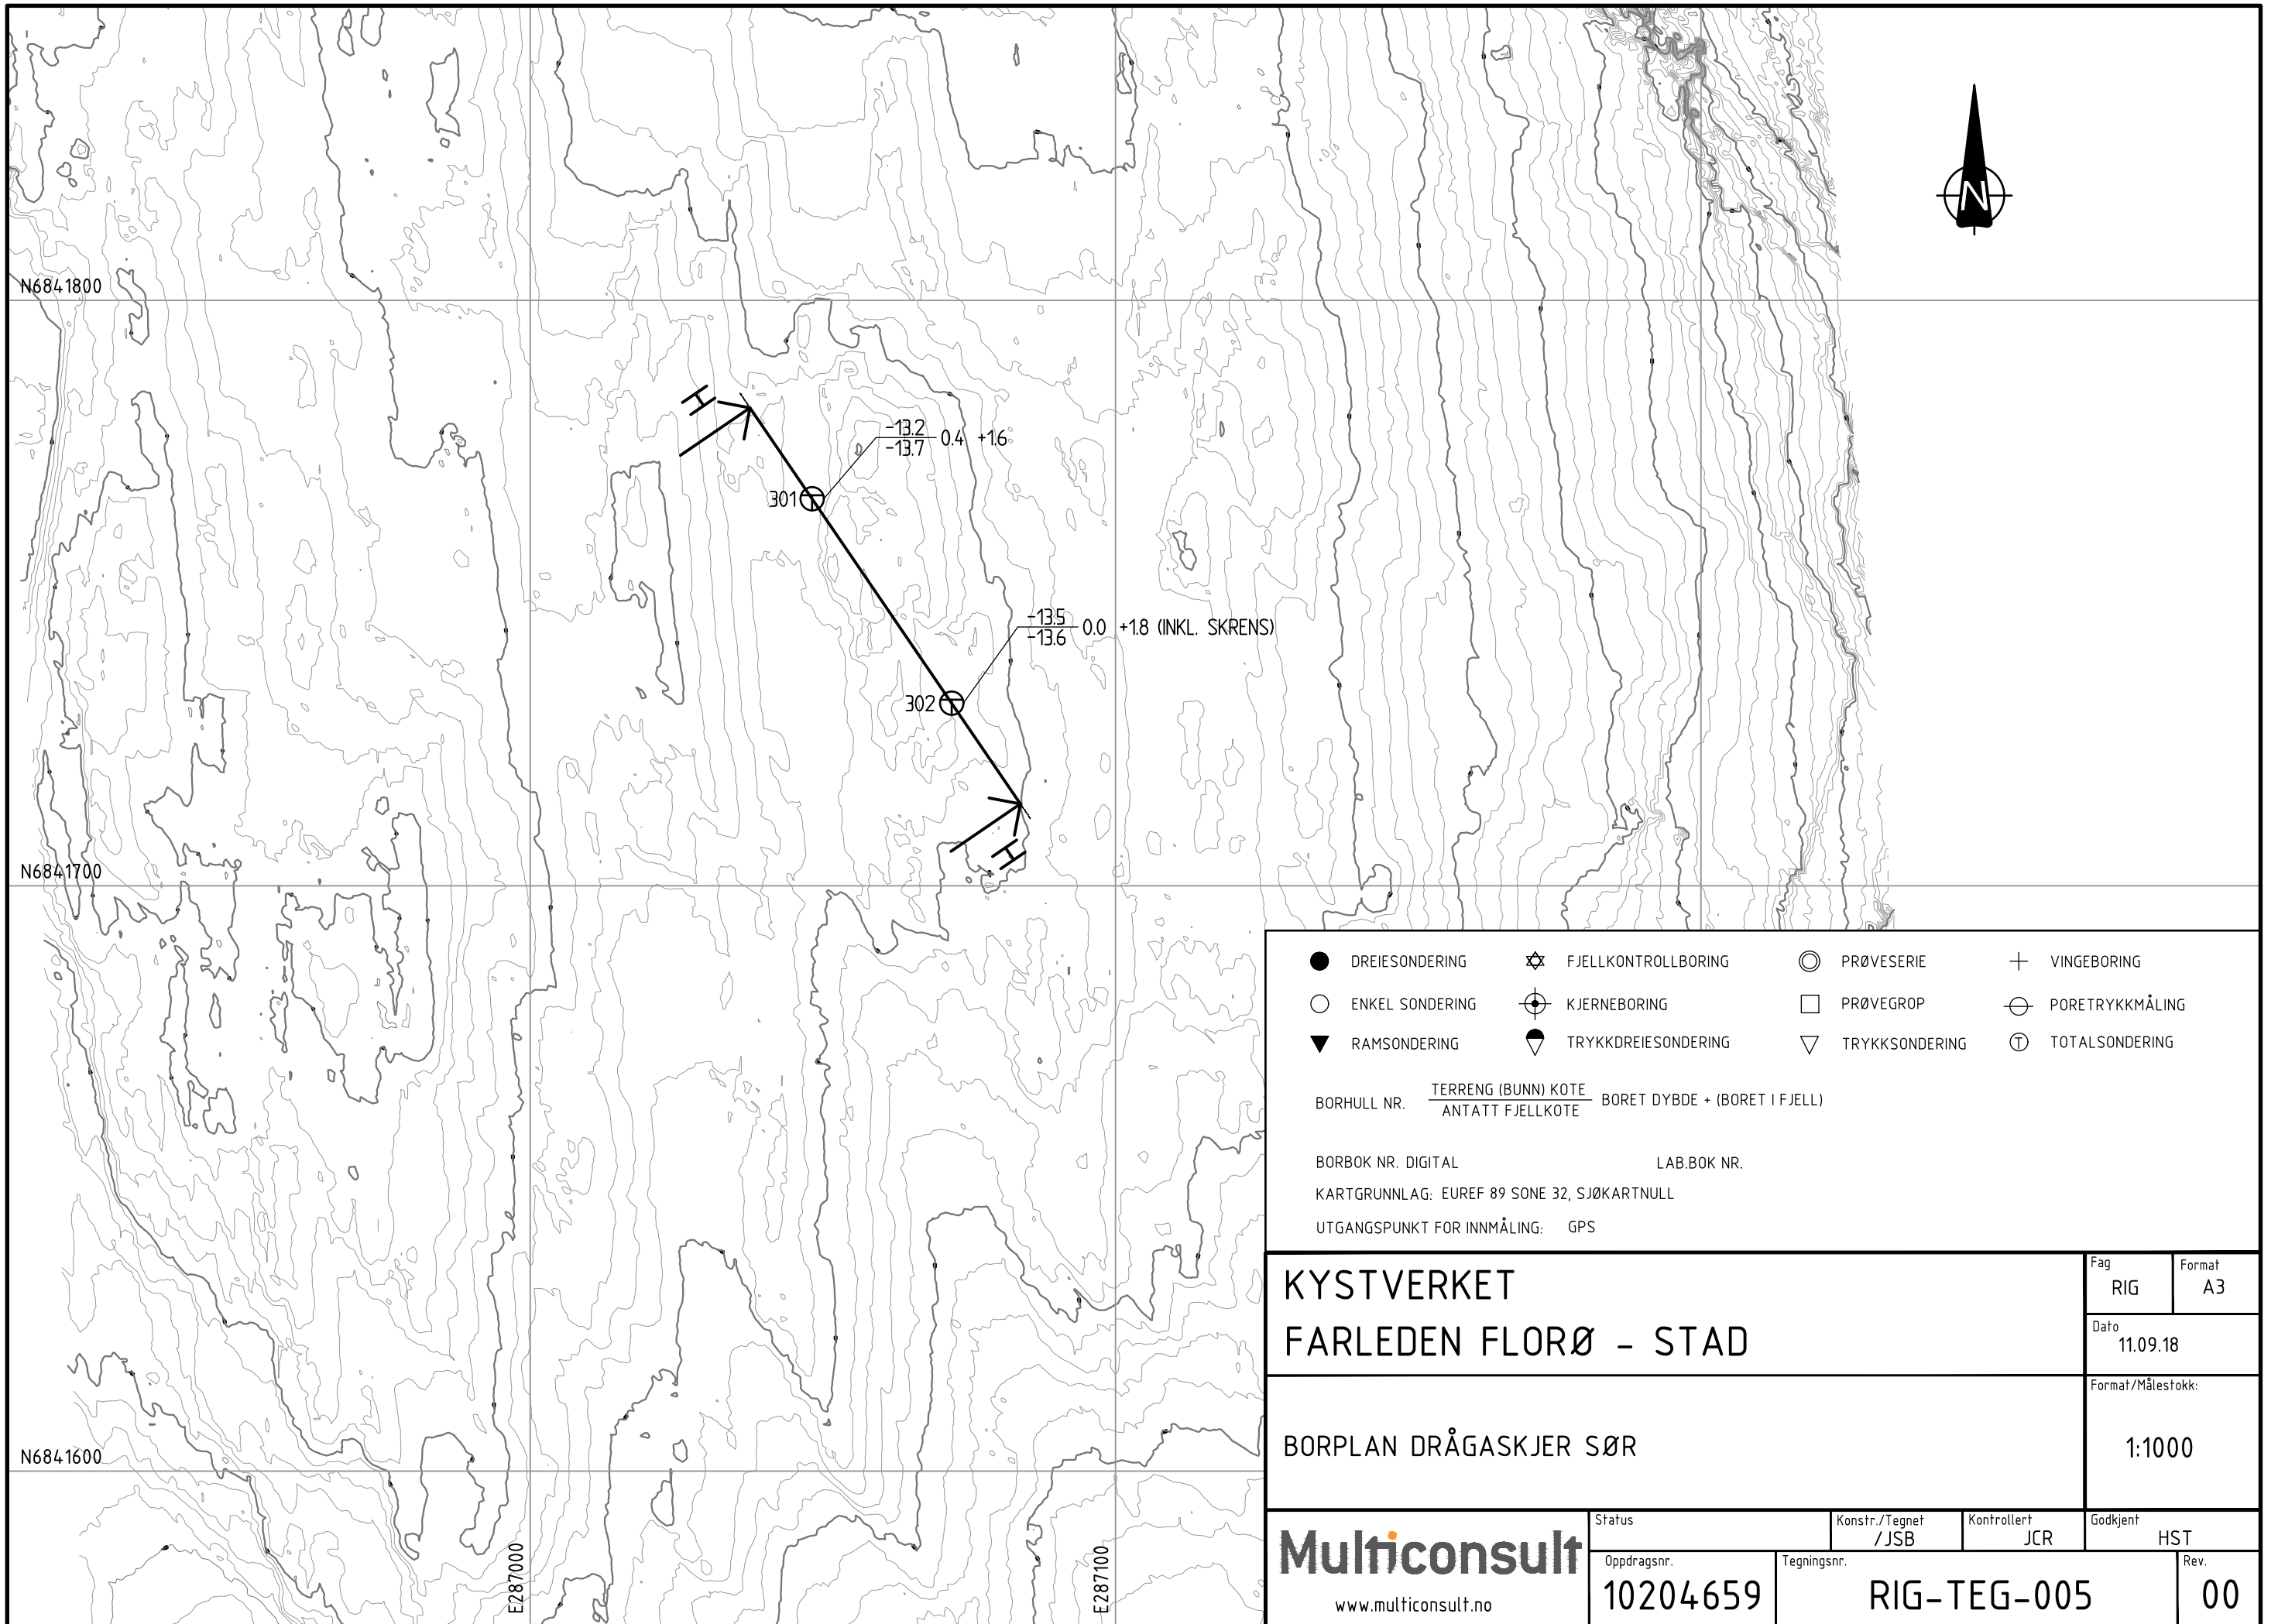 N
N6841800
H
-13.2
-13.7
0.4 +1.6
301
-13.5
-13.6
0.0 +1.8 (INKL. SKRENS)
302
H
N6841700
N6841600
E287000
E287100
DREIESONDERING
FJELLKONTROLLBORING
PRØVESERIE
VINGEBORING
ENKEL SONDERING
KJERNEBORING
PRØVEGROP
PORETRYKKMÅLING
RAMSONDERING
TRYKKDREIESONDERING
TRYKKSONDERING
T TOTALSONDERING
BORHULL NR.
TERRENG (BUNN) KOTE
ANTATT FJELLKOTE
BORET DYBDE + (BORET I FJELL)
BORBOK NR. DIGITAL
LAB.BOK NR.
KARTGRUNNLAG: EUREF 89 SONE 32, SJØKARTNULL
UTGANGSPUNKT FOR INNMÅLING: GPS
KYSTVERKET
FARLEDEN FLORØ - STAD
Fag
RIG
Format
A3
Dato
11.09.18
BORPLAN DRÅGASKJER SØR
Format/Målestokk:
1:1000
Multiconsult
www.multiconsult.no
Status
Konstr./Tegnet
/JSB
Kontrollert
JCR
Godkjent
HST
Oppdragsnr.
10204659
Tegningsnr.
RIG-TEG-005
Rev.
00